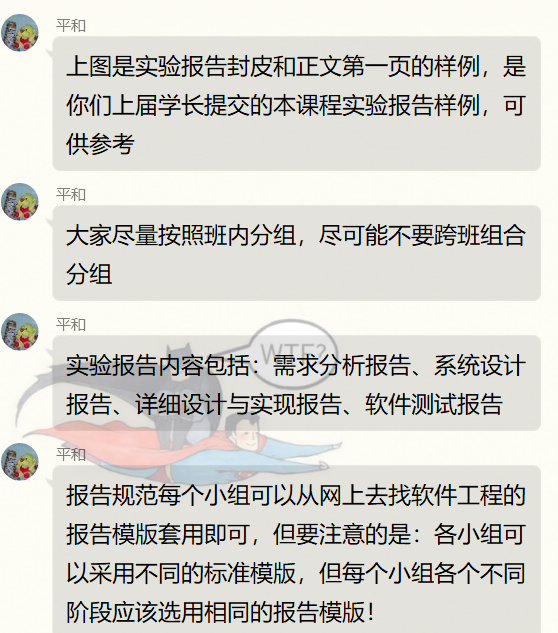 平和
上图是实验报告封皮和正文第一页的样例，是
你们上届学长提交的本课程实验报告样例，可
供参考
平和
大家尽量按照班内分组，尽可能不要跨班组合
分组
平和
WTF?
实验报告内容包括：需求分析报告、系统设计
报告、详细设计与实现报告、软件测试报告
平和
报告规范每个小组可以从网上去找软件工程的
报告模版套用即可，但要注意的是：各小组可
以采用不同的标准模版，但每个小组各个不同
阶段应该选用相同的报告模版！